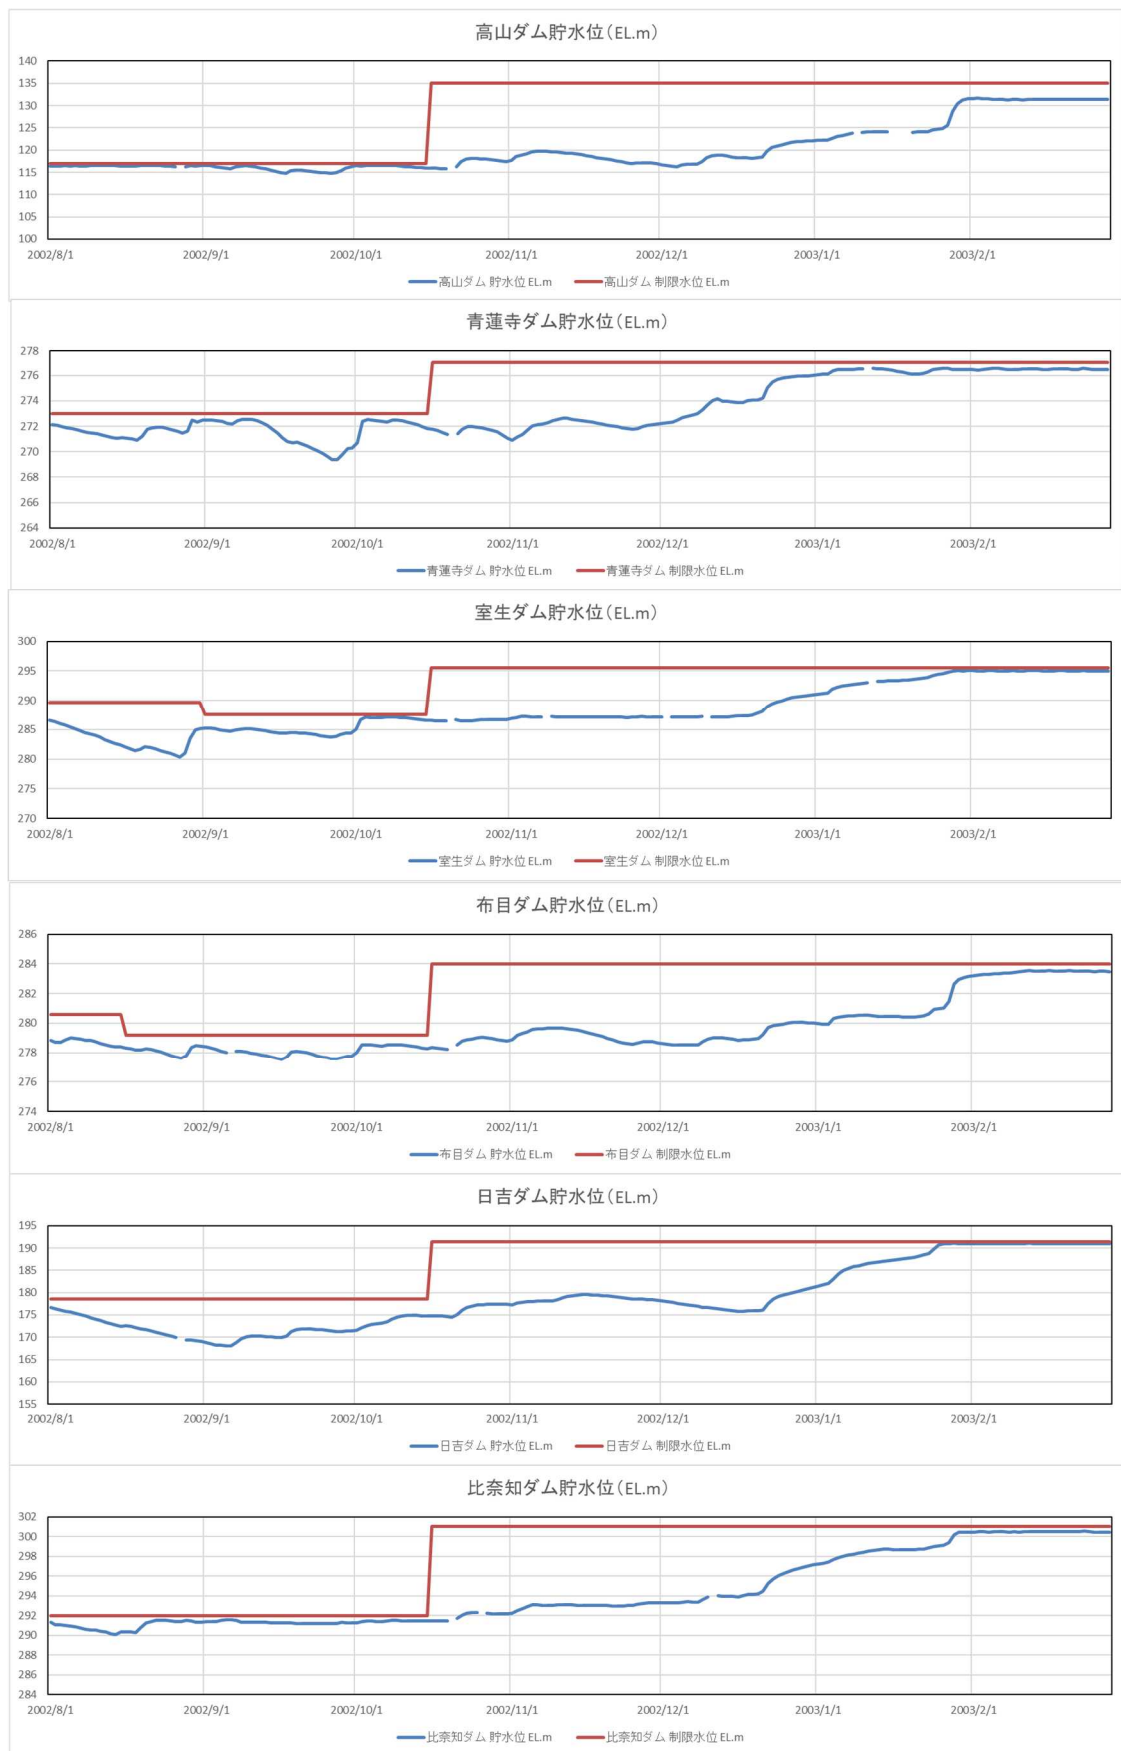 高山ダム貯水位(EL.m)
140
135
130
125
120
115
110
105
100
2002/8/1 2002/9/1 2002/10/1 2002/11/1 2002/12/1 2003/1/1 2003/2/1
高山ダム 貯水位 EL.m 高山ダム 制限水位 EL.m
青蓮寺ダム貯水位(EL.m)
278
276
274
272
270
268
266
264
2002/8/1 2002/9/1 2002/10/1 2002/11/1 2002/12/1 2003/1/1 2003/2/1
青蓮寺ダム 貯水位 EL.m 青蓮寺ダム 制限水位 EL.m
室生ダム貯水位(EL.m)
300
295
290
285
280
275
270
2002/8/1 2002/9/1 2002/10/1 2002/11/1 2002/12/1 2003/1/1 2003/2/1
室生ダム 貯水位 EL.m 室生ダム 制限水位 EL.m
布目ダム貯水位(EL.m)
286
284
282
280
278
276
274
2002/8/1 2002/9/1 2002/10/1 2002/11/1 2002/12/1 2003/1/1 2003/2/1
布目ダム 貯水位 EL.m 布目ダム 制限水位 EL.m
日吉ダム貯水位(EL.m)
195
190
185
180
175
170
165
160
155
2002/8/1 2002/9/1 2002/10/1 2002/11/1 2002/12/1 2003/1/1 2003/2/1
日吉ダム 貯水位 EL.m 日吉ダム 制限水位 EL.m
比奈知ダム貯水位(EL.m)
302
300
298
296
294
292
290
288
286
284
2002/8/1 2002/9/1 2002/10/1 2002/11/1 2002/12/1 2003/1/1 2003/2/1
比奈知ダム 貯水位 EL.m 比奈知ダム 制限水位 EL.m